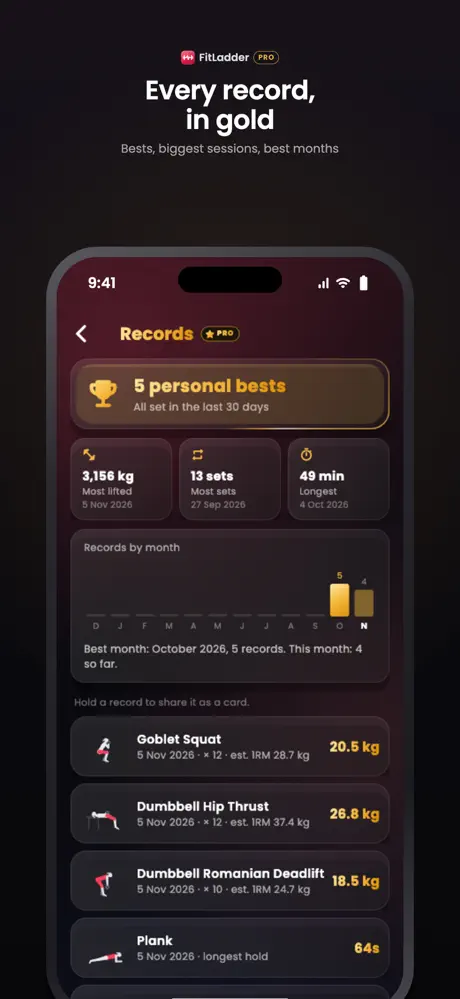 FitLadder PRO
Every record,
in gold
Bests, biggest sessions, best months
9:41
Records PRO
5 personal bests
All set in the last 30 days
3,156 kg
Most lifted
5 Nov 2026
13 sets
Most sets
27 Sep 2026
49 min
Longest
4 Oct 2026
Records by month
5
4
D J F M A M J J A S O N
Best month: October 2026, 5 records. This month: 4
so far.
Hold a record to share it as a card.
Goblet Squat
5 Nov 2026 · × 12 · est. 1RM 28.7 kg
20.5 kg
Dumbbell Hip Thrust
5 Nov 2026 · × 12 · est. 1RM 37.4 kg
26.8 kg
Dumbbell Romanian Deadlift
5 Nov 2026 · × 10 · est. 1RM 24.7 kg
18.5 kg
Plank
5 Nov 2026 · longest hold
64s